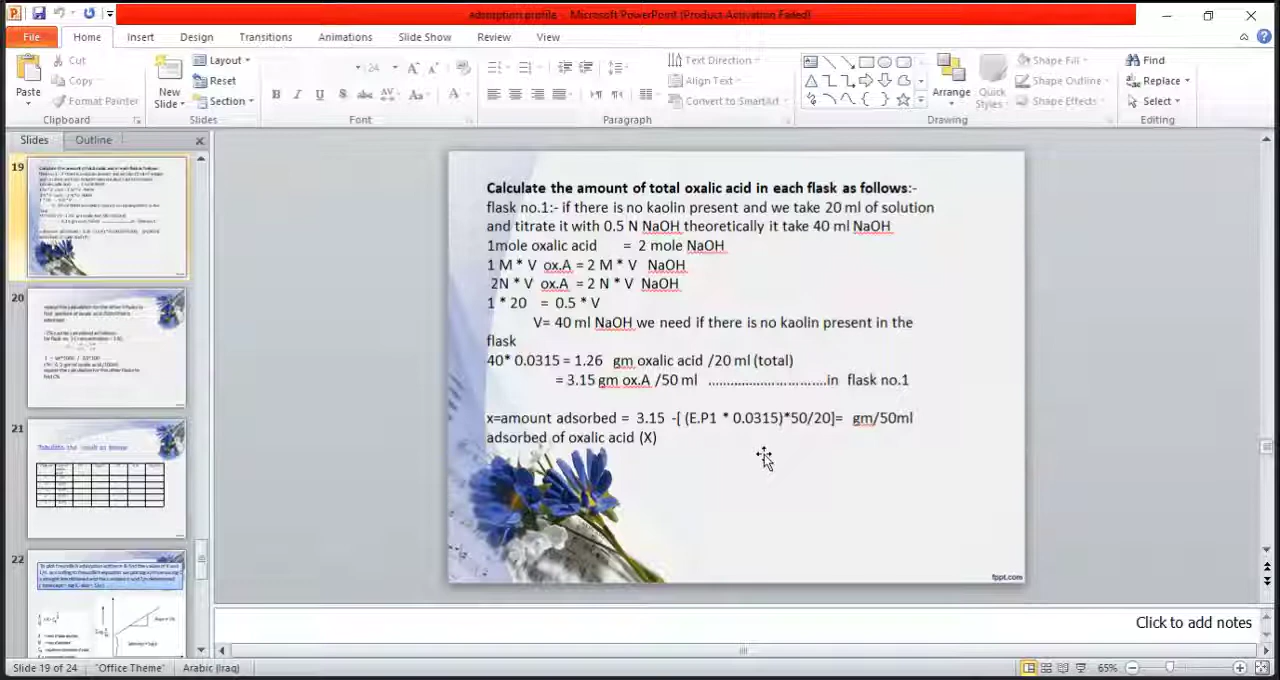 adsorption profile - Microsoft PowerPoint (Product Activation Failed)
File Home Insert Design Transitions Animations Slide Show Review View
Paste
Cut
Copy
Format Painter
Clipboard
New Slide
Layout
Reset
Section
Slides
24
Font
Paragraph
Text Direction
Align Text
Convert to SmartArt
Arrange
Quick Styles
Shape Fill
Shape Outline
Shape Effects
Drawing
Find
Replace
Select
Editing
Slides Outline
19
20
21
22
Calculate the amount of total oxalic acid in each flask as follows:-
flask no.1:- if there is no kaolin present and we take 20 ml of solution
and titrate it with 0.5 N NaOH theoretically it take 40 ml NaOH
1mole oxalic acid = 2 mole NaOH
1 M * V ox.A = 2 M * V NaOH
2N * V ox.A = 2 N * V NaOH
1 * 20 = 0.5 * V
V= 40 ml NaOH we need if there is no kaolin present in the
flask
40* 0.0315 = 1.26 gm oxalic acid /20 ml (total)
= 3.15 gm ox.A /50 ml ..............................in flask no.1
x=amount adsorbed = 3.15 -[ (E.P1 * 0.0315)*50/20]= gm/50ml
adsorbed of oxalic acid (X)
fppt.com
Click to add notes
Slide 19 of 24 "Office Theme" Arabic (Iraq) 65%